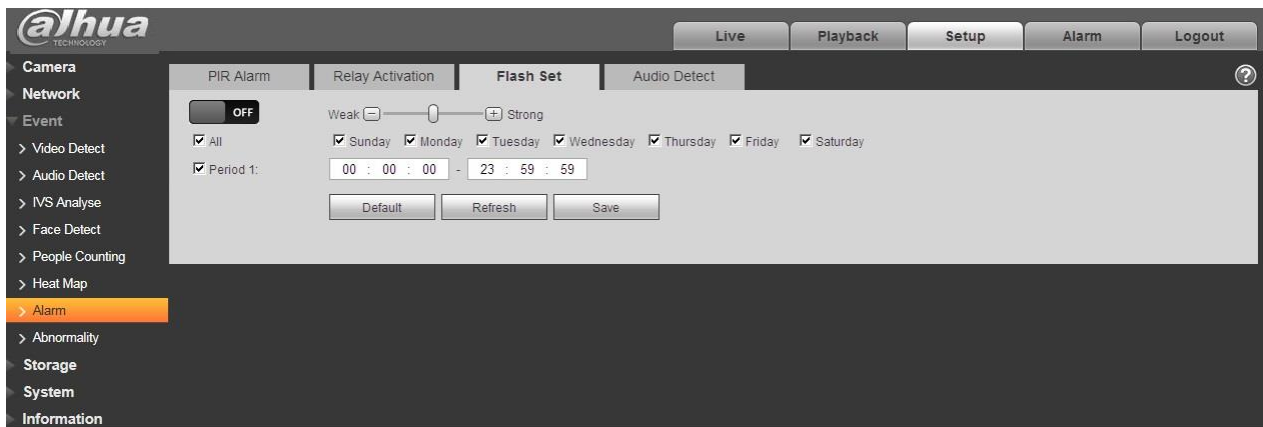 alhua
TECHNOLOGY
Live Playback Setup Alarm Logout
Camera
Network
Event
> Video Detect
> Audio Detect
> IVS Analyse
> Face Detect
> People Counting
> Heat Map
> Alarm
> Abnormality
Storage
System
Information
PIR Alarm Relay Activation Flash Set Audio Detect ?
OFF Weak - + Strong
All Sunday Monday Tuesday Wednesday Thursday Friday Saturday
Period 1: 00 : 00 : 00 - 23 : 59 : 59
Default Refresh Save